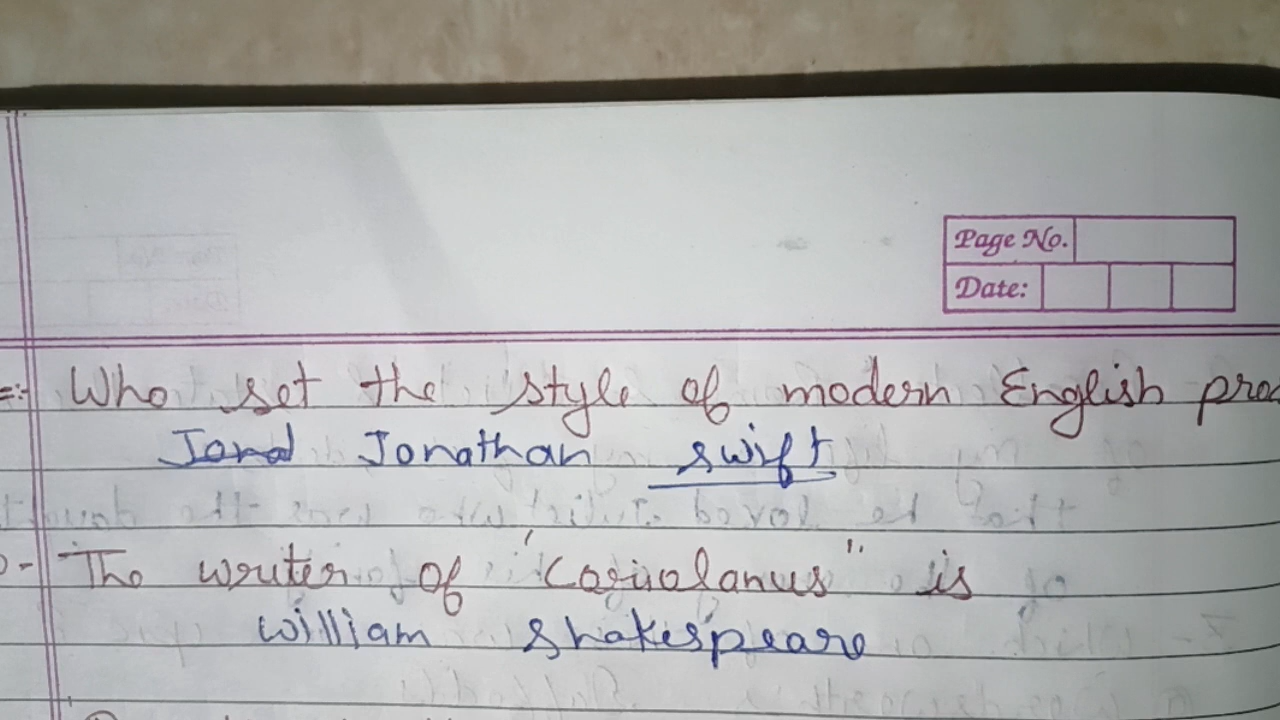 Page No.
Date:
Who set the style of modern English
Jonathan swift
- The writer of 'Coriolanus" is
William Shakespeare